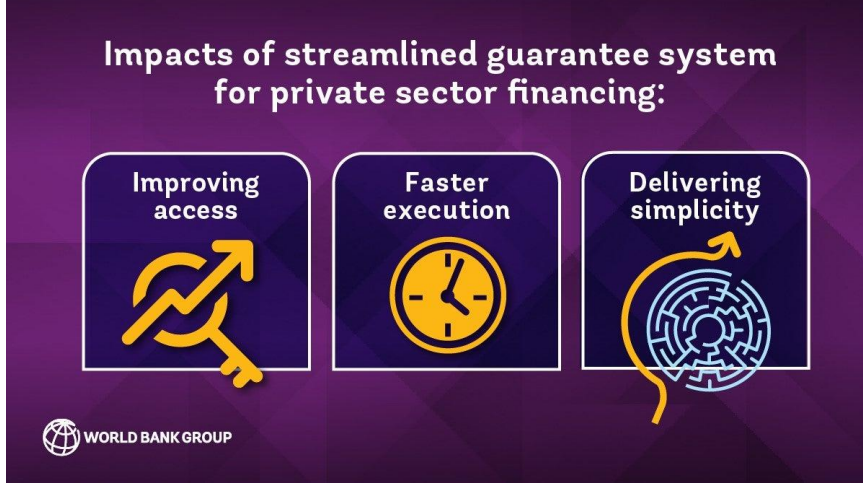 Impacts of streamlined guarantee system
for private sector financing:
Improving
access
Faster
execution
Delivering
simplicity
WORLD BANK GROUP